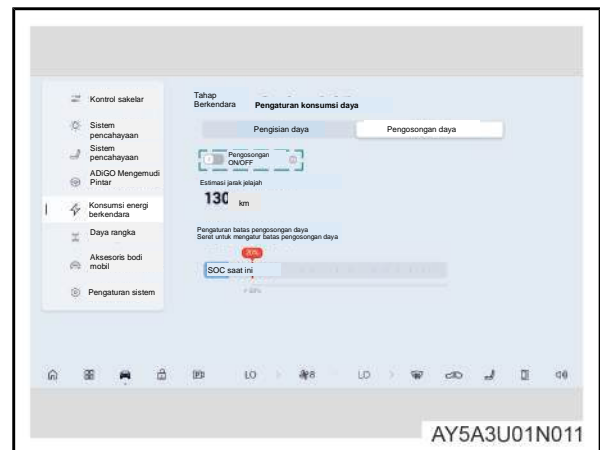 Kontrol sakelar
Sistem
pencahayaan
Sistem
pencahayaan
ADiGO Mengemudi
Pintar
Konsumsi energi
berkendara
Daya rangka
Aksesoris bodi
mobil
Pengaturan sistem
Tahap
Berkendara
Pengaturan konsumsi daya
Pengisian daya
Pengosongan daya
Pengosongan
ON/OFF
Estimasi jarak jelajah
130 km
Pengaturan batas pengosongan daya
Seret untuk mengatur batas pengosongan daya
20%
SOC saat ini
LO
8
LO
AY5A3U01N011